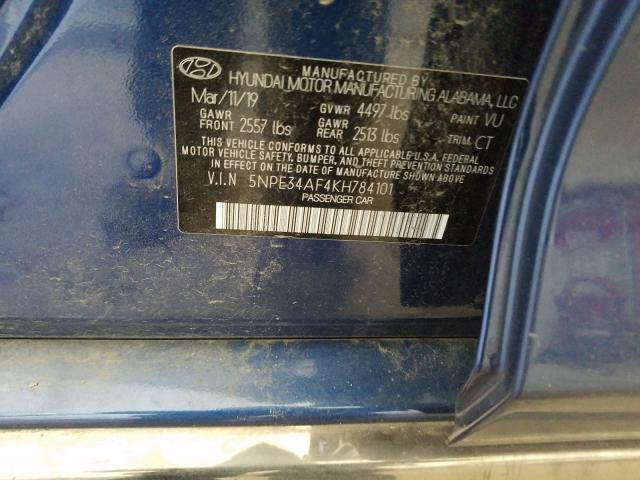 MANUFACTURED BY
HYUNDAI MOTOR MANUFACTURING ALABAMA, LLC
Mar/11/19 GVWR 4497 lbs PAINT VU
GAWR FRONT 2557 lbs GAWR REAR 2513 lbs TRIM CT
THIS VEHICLE CONFORMS TO ALL APPLICABLE U.S.A. FEDERAL
MOTOR VEHICLE SAFETY, BUMPER, AND THEFT PREVENTION STANDARDS
IN EFFECT ON THE DATE OF MANUFACTURE SHOWN ABOVE.
V.I.N 5NPE34AF4KH784101
PASSENGER CAR